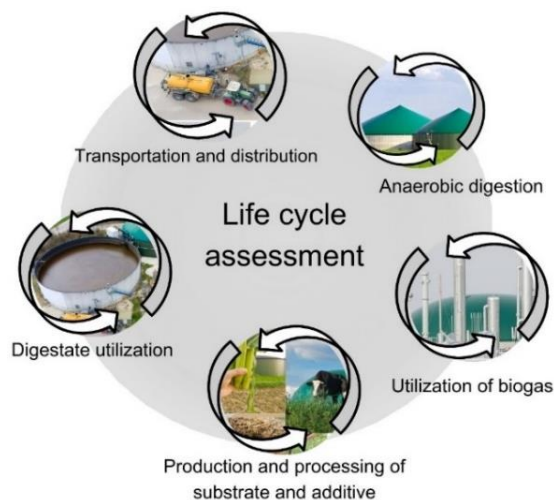 Transportation and distribution
Anaerobic digestion
Life cycle
assessment
Digestate utilization
Utilization of biogas
Production and processing of
substrate and additive